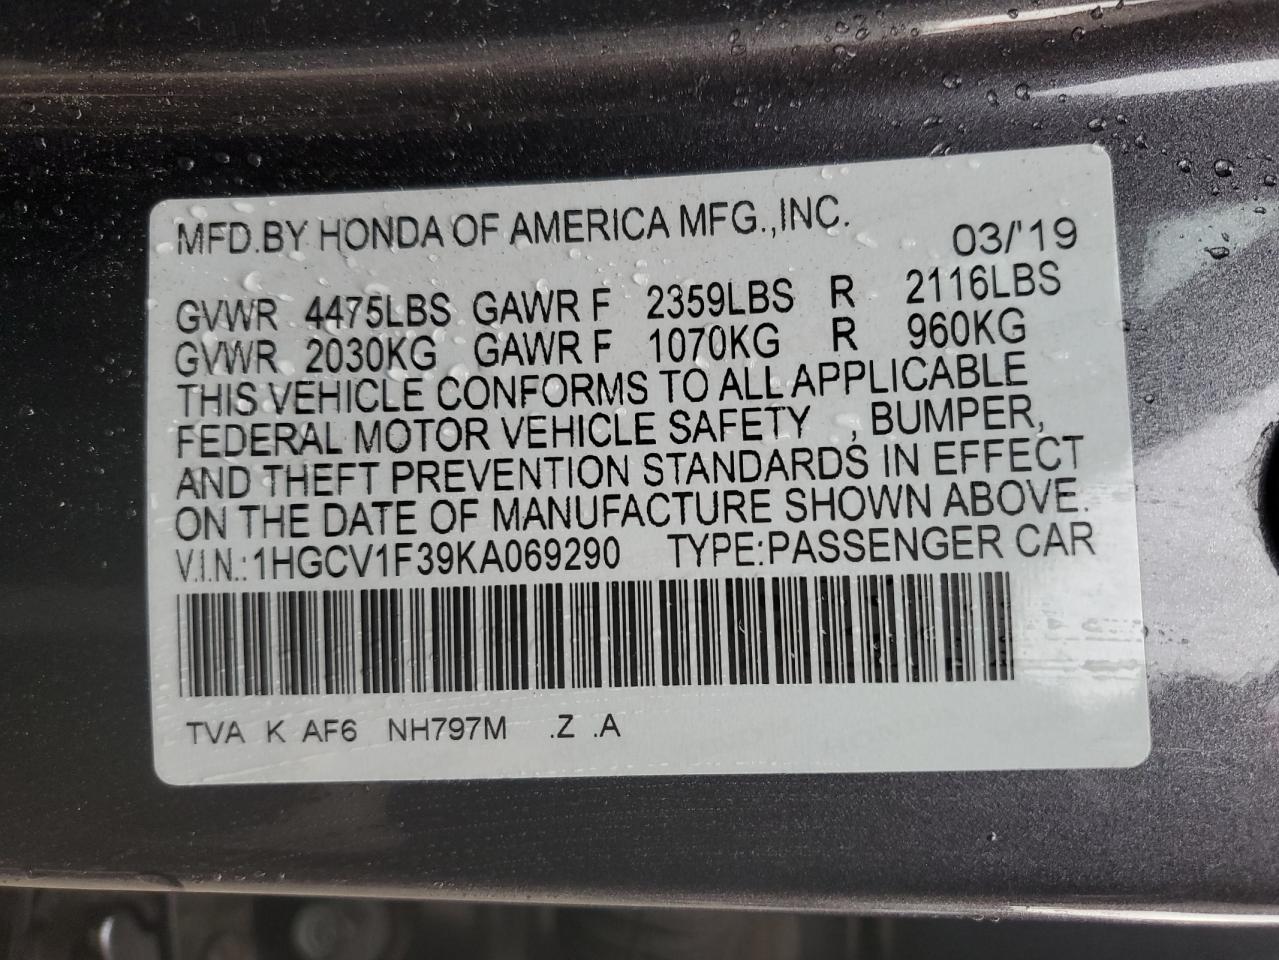 MFD.BY HONDA OF AMERICA MFG.,INC. 03/'19
GVWR 4475LBS GAWR F 2359LBS R 2116LBS
GVWR 2030KG GAWR F 1070KG R 960KG
THIS VEHICLE CONFORMS TO ALL APPLICABLE
FEDERAL MOTOR VEHICLE SAFETY , BUMPER,
AND THEFT PREVENTION STANDARDS IN EFFECT
ON THE DATE OF MANUFACTURE SHOWN ABOVE.
V.I.N.:1HGCV1F39KA069290 TYPE:PASSENGER CAR
TVA K AF6 NH797M .Z .A